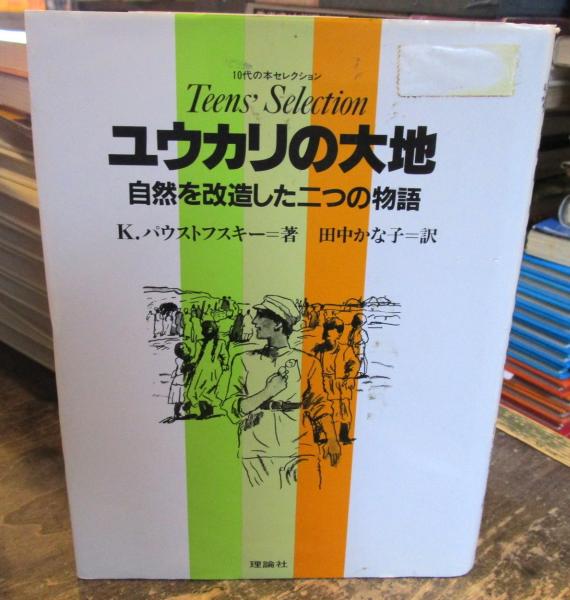 10代の本セレクション
Teens' Selection
ユウカリの大地
自然を改造した二つの物語
K.パウストフスキー=著 田中かな子=訳
理論社